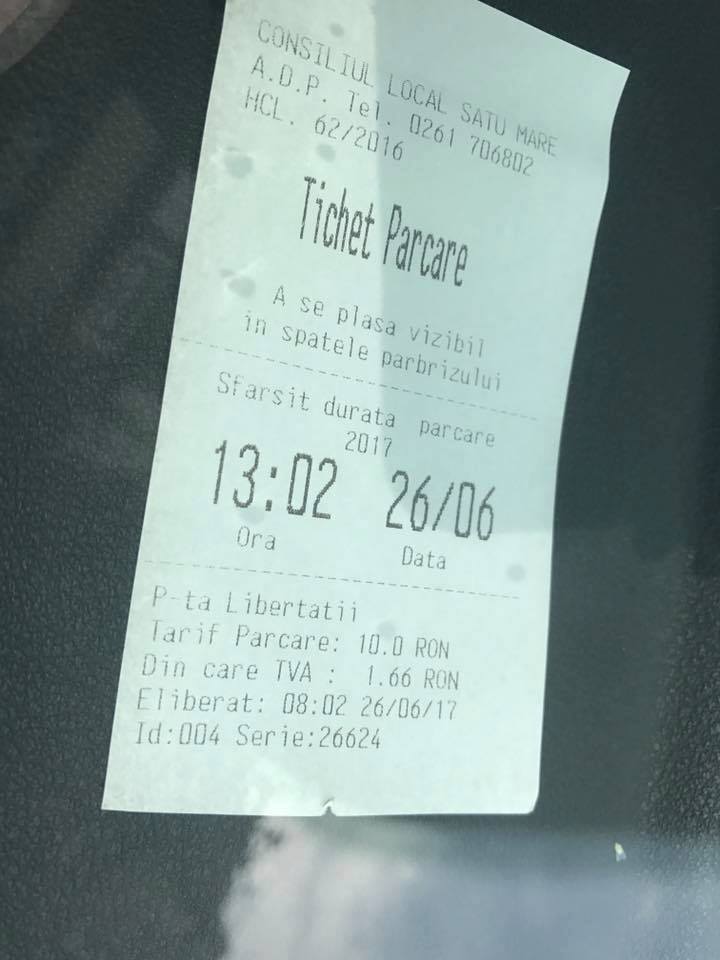 CONSILIUL LOCAL SATU MARE
A.D.P. Tel. 0261 706802
HCL. 62/2016
Tichet Parcare
A se plasa vizibil
in spatele parbrizului
Sfarsit durata parcare
2017
13:02 26/06
Ora Data
P-ta Libertatii
Tarif Parcare: 10.0 RON
Din care TVA : 1.66 RON
Eliberat: 08:02 26/06/17
Id:004 Serie:26624